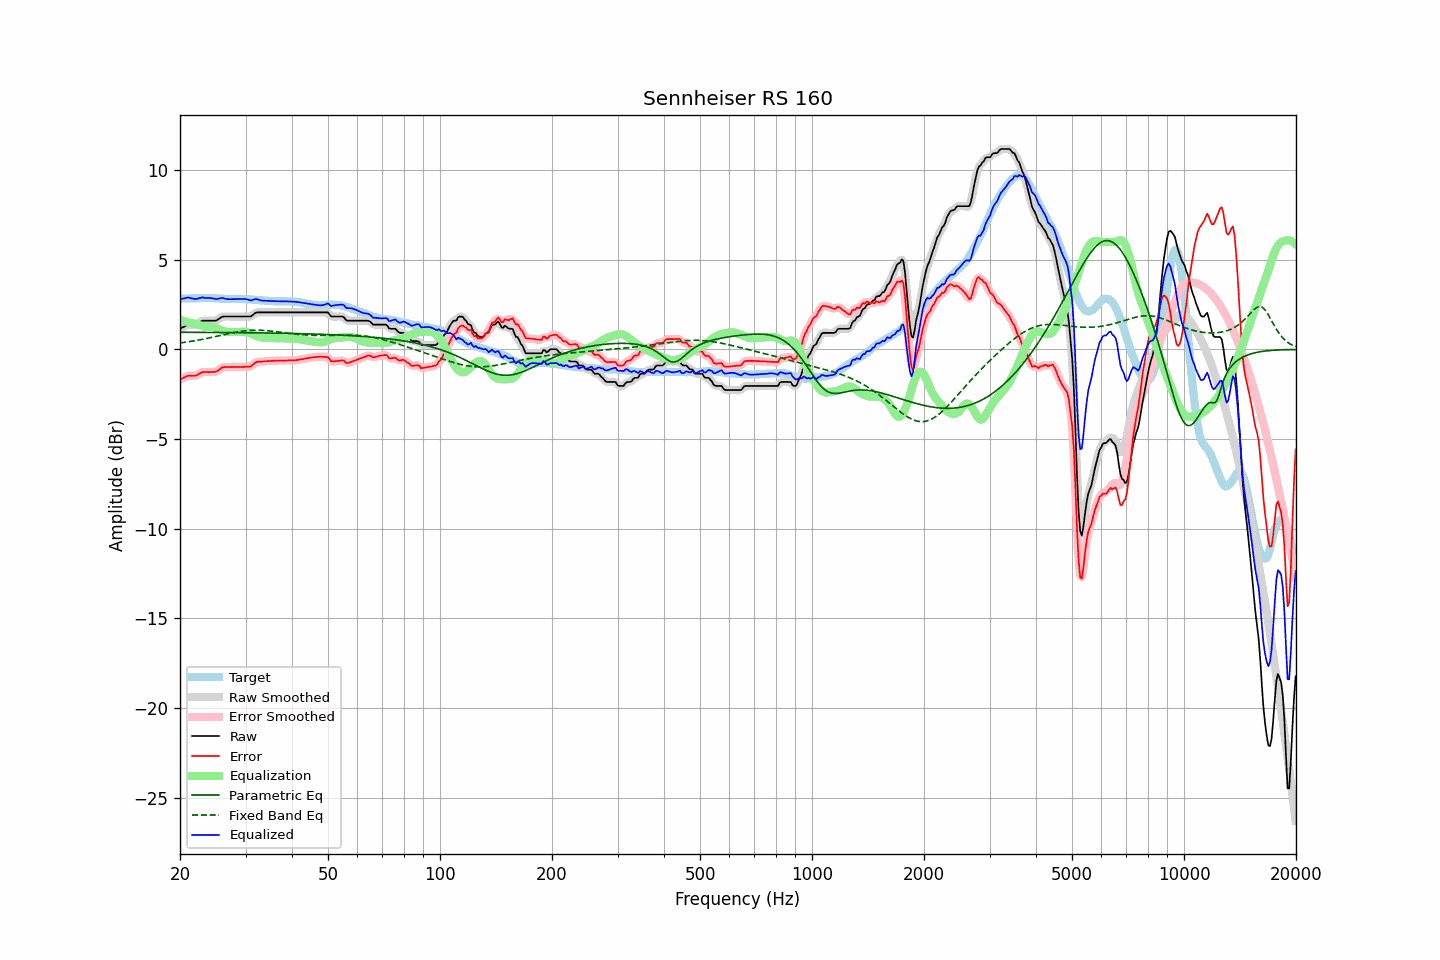 Sennheiser RS 160
Amplitude (dBr)
10
5
0
−5
−10
−15
−20
−25
Target
Raw Smoothed
Error Smoothed
Raw
Error
Equalization
Parametric Eq
Fixed Band Eq
Equalized
20 50 100 200 500 1000 2000 5000 10000 20000
Frequency (Hz)